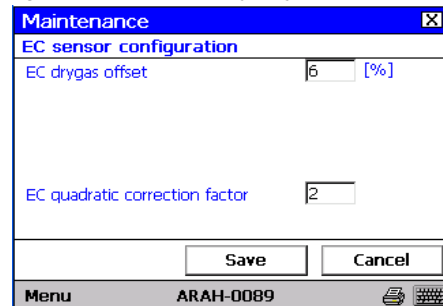 Maintenance
EC sensor configuration
EC drygas offset 6 [%]
EC quadratic correction factor 2
Save Cancel
Menu ARAH-0089